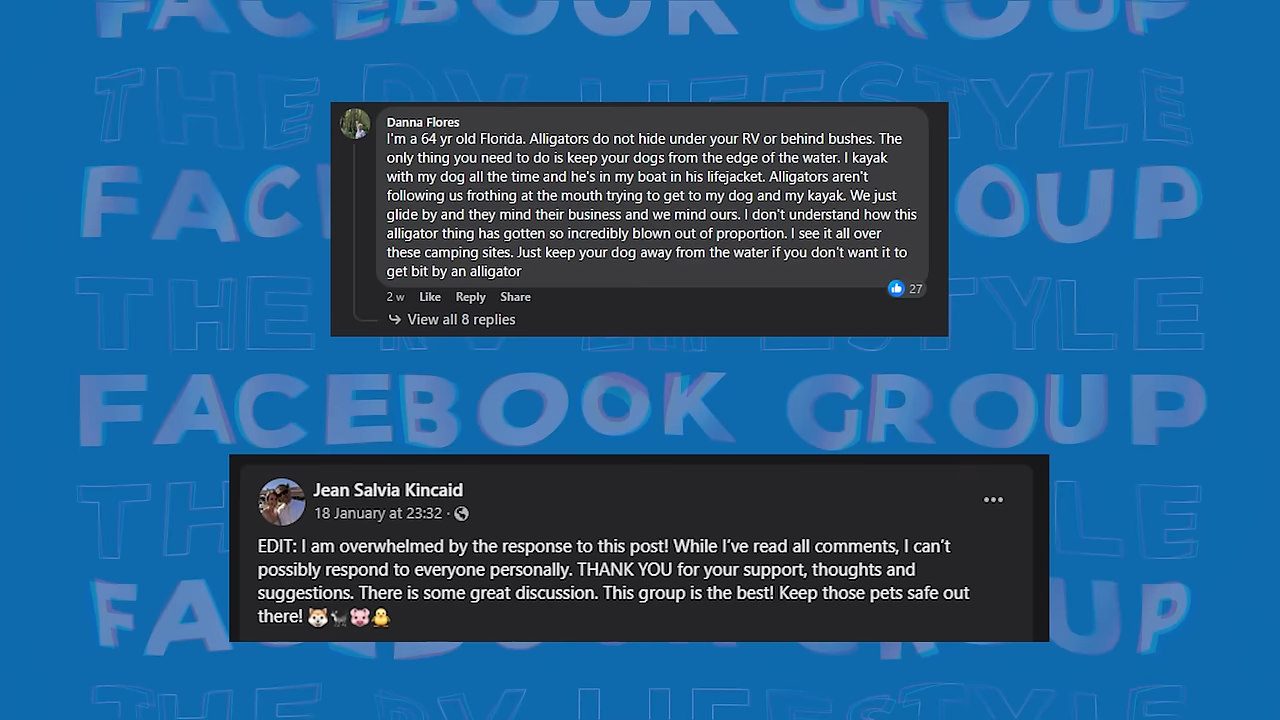 FACEBOOK GROUP
THE RV LIFESTYLE
Danna Flores
I'm a 64 yr old Florida. Alligators do not hide under your RV or behind bushes. The
only thing you need to do is keep your dogs from the edge of the water. I kayak
with my dog all the time and he's in my boat in his lifejacket. Alligators aren't
following us frothing at the mouth trying to get to my dog and my kayak. We just
glide by and they mind their business and we mind ours. I don't understand how this
alligator thing has gotten so incredibly blown out of proportion. I see it all over
these camping sites. Just keep your dog away from the water if you don't want it to
get bit by an alligator
27
2 w Like Reply Share
View all 8 replies
FACEBOOK GROUP
Jean Salvia Kincaid
18 January at 23:32 ·
EDIT: I am overwhelmed by the response to this post! While I've read all comments, I can't
possibly respond to everyone personally. THANK YOU for your support, thoughts and
suggestions. There is some great discussion. This group is the best! Keep those pets safe out
there! 🐶🐈‍⬛🐷🐥
THE RV LIFESTYLE